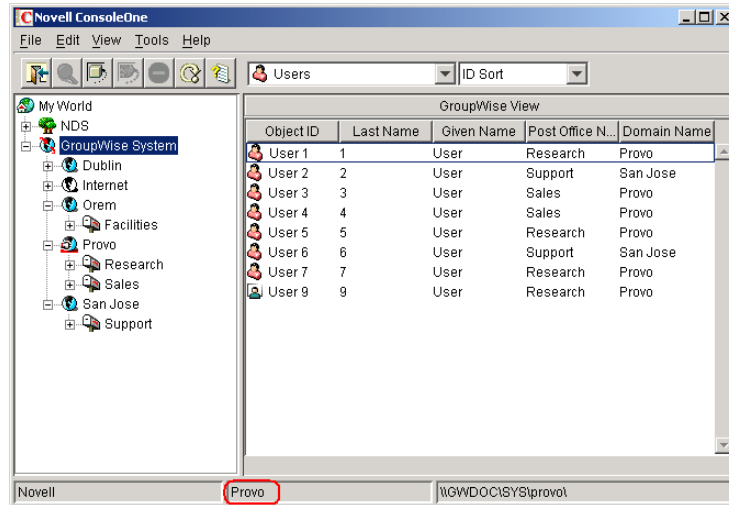 Novell ConsoleOne
File Edit View Tools Help
Users ID Sort
My World
NDS
GroupWise System
Dublin
Internet
Orem
Facilities
Provo
Research
Sales
San Jose
Support
GroupWise View
Object ID Last Name Given Name Post Office N... Domain Name
User 1 1 User Research Provo
User 2 2 User Support San Jose
User 3 3 User Sales Provo
User 4 4 User Sales Provo
User 5 5 User Research Provo
User 6 6 User Support San Jose
User 7 7 User Research Provo
User 9 9 User Research Provo
Novell Provo \\GWDOC\SYS\provo\